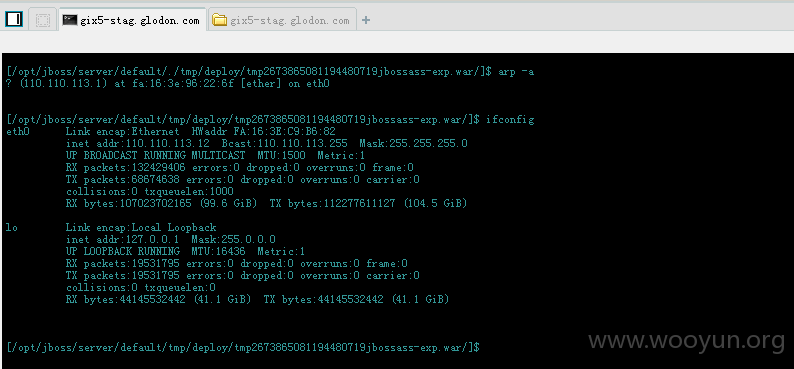 gix5-stag.glodon.com gix5-stag.glodon.com +
[/opt/jboss/server/default/./tmp/deploy/tmp2673865081194480719jbossass-exp.war/]$ arp -a
? (110.110.113.1) at fa:16:3e:96:22:6f [ether] on eth0
[/opt/jboss/server/default/tmp/deploy/tmp2673865081194480719jbossass-exp.war/]$ ifconfig
eth0 Link encap:Ethernet HWaddr FA:16:3E:C9:B6:82
inet addr:110.110.113.12 Bcast:110.110.113.255 Mask:255.255.255.0
UP BROADCAST RUNNING MULTICAST MTU:1500 Metric:1
RX packets:132429406 errors:0 dropped:0 overruns:0 frame:0
TX packets:68674638 errors:0 dropped:0 overruns:0 carrier:0
collisions:0 txqueuelen:1000
RX bytes:107023702165 (99.6 GiB) TX bytes:112277611127 (104.5 GiB)
lo Link encap:Local Loopback
inet addr:127.0.0.1 Mask:255.0.0.0
UP LOOPBACK RUNNING MTU:16436 Metric:1
RX packets:19531795 errors:0 dropped:0 overruns:0 frame:0
TX packets:19531795 errors:0 dropped:0 overruns:0 carrier:0
collisions:0 txqueuelen:0
RX bytes:44145532442 (41.1 GiB) TX bytes:44145532442 (41.1 GiB)
[/opt/jboss/server/default/tmp/deploy/tmp2673865081194480719jbossass-exp.war/]$
www.wooyun.org